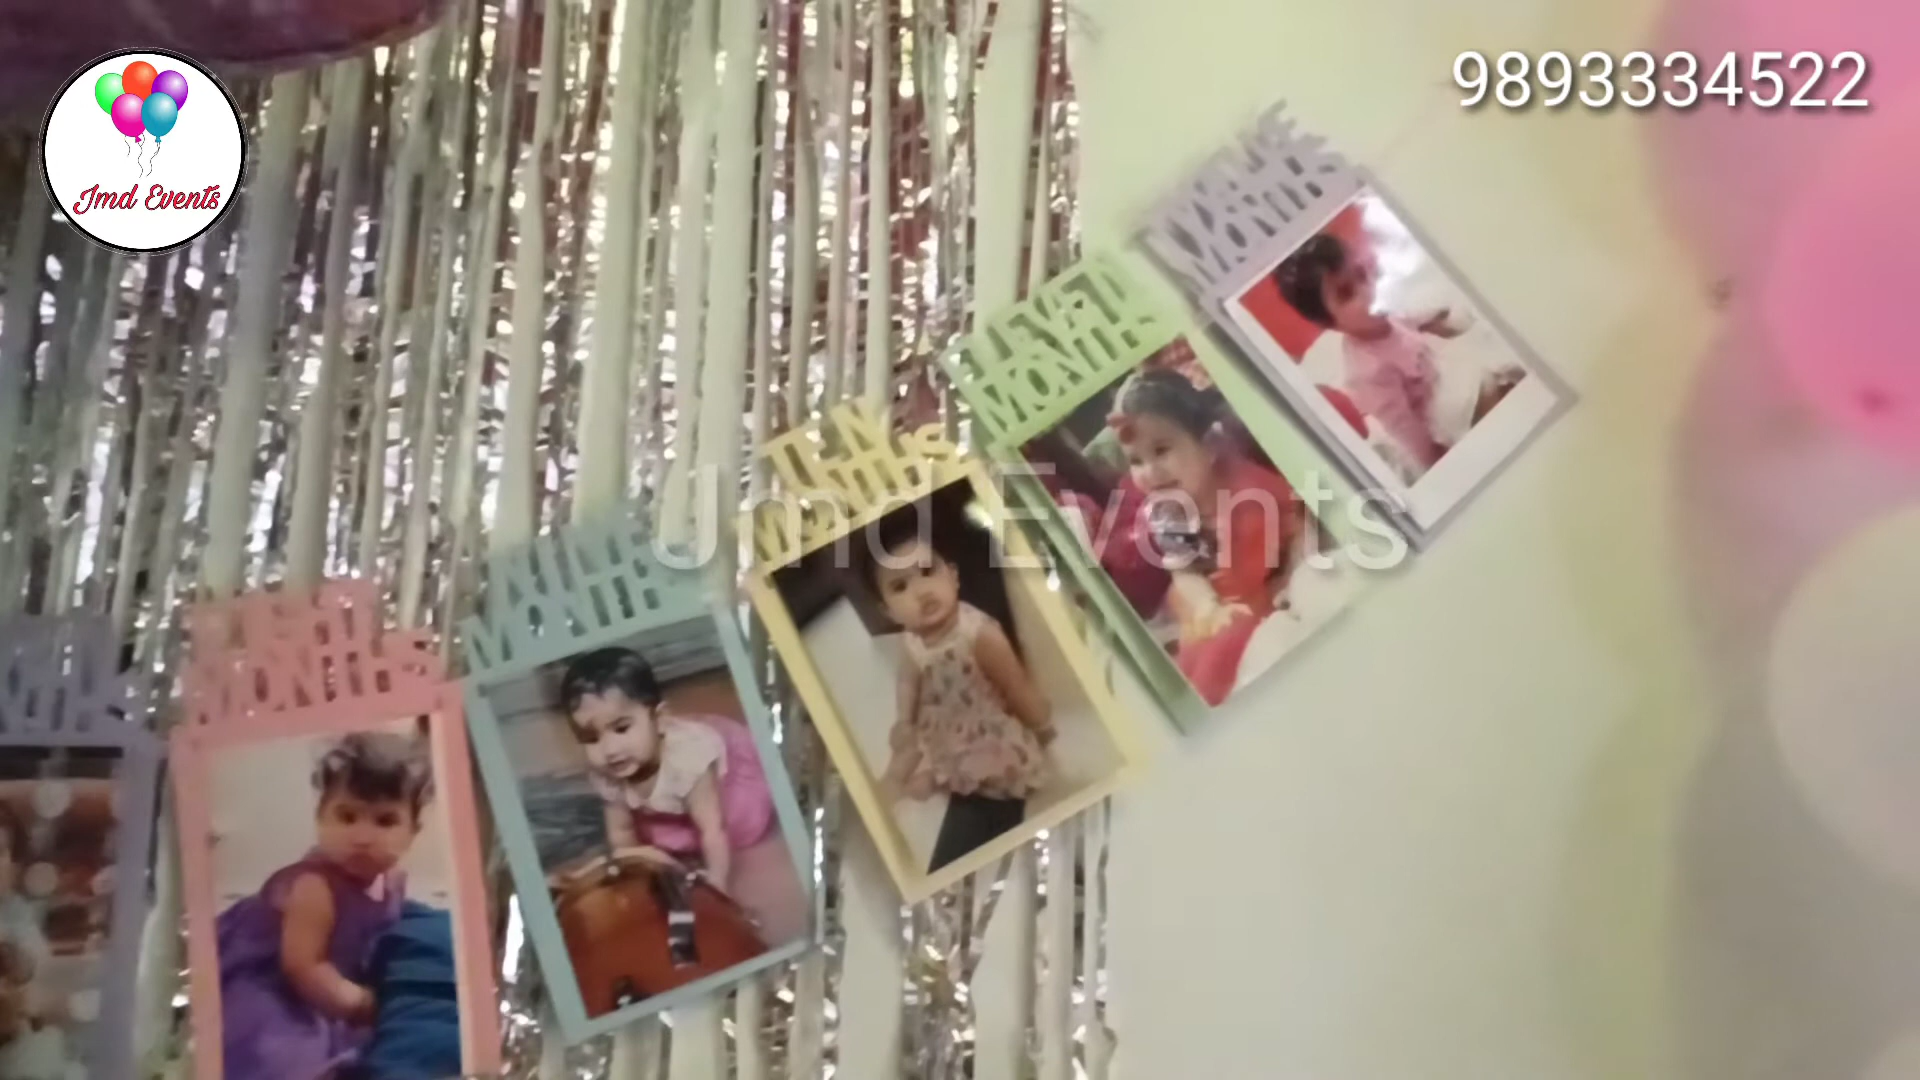 Jmd Events
9893334522
TWELVE
MONTHS
ELEVEN
MONTHS
TEN
MONTHS
Jmd Events
NINE
MONTHS
EIGHT
MONTHS